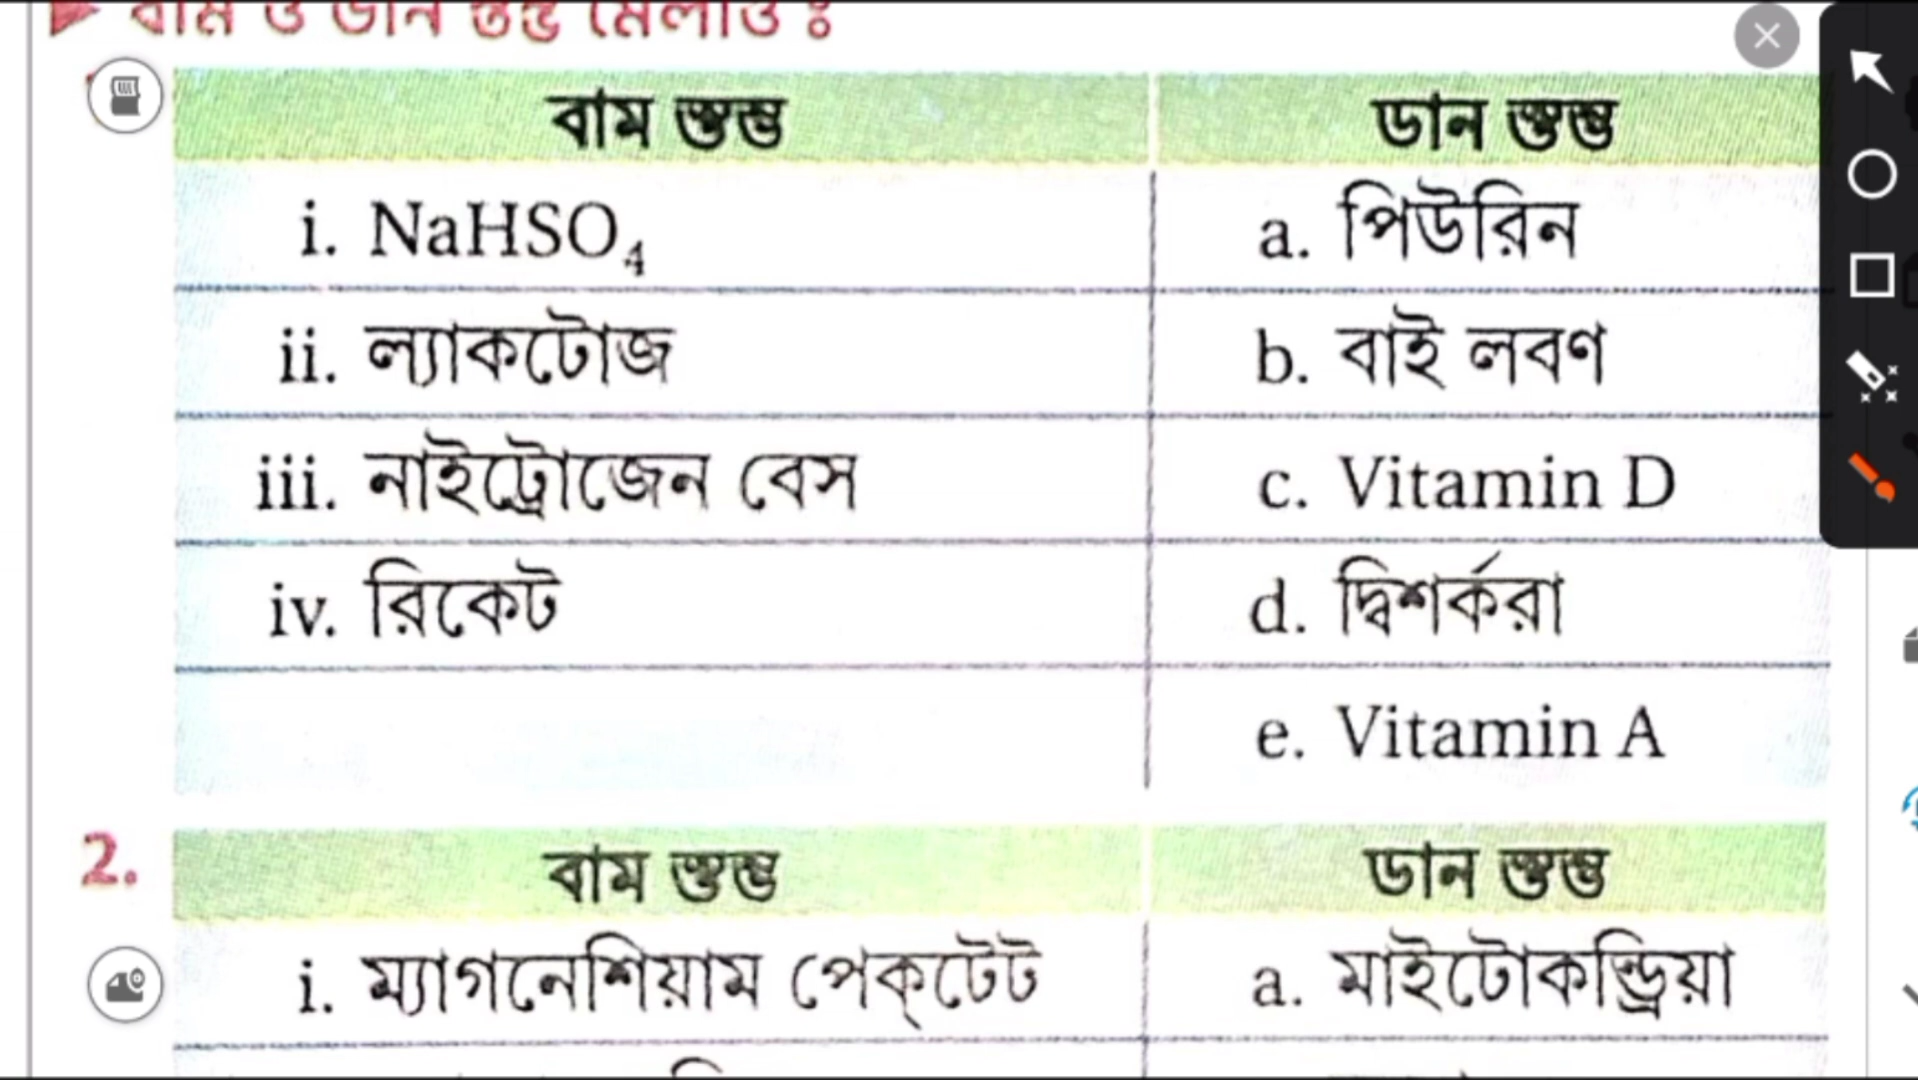 বাম ও ডান স্তম্ভ মেলাও ঃ
বাম স্তম্ভ ডান স্তম্ভ
i. NaHSO₄ a. পিউরিন
ii. ল্যাকটোজ b. বাই লবণ
iii. নাইট্রোজেন বেস c. Vitamin D
iv. রিকেট d. দ্বিশর্করা
e. Vitamin A
2. বাম স্তম্ভ ডান স্তম্ভ
i. ম্যাগনেশিয়াম পেক্‌টেট a. মাইটোকন্ড্রিয়া